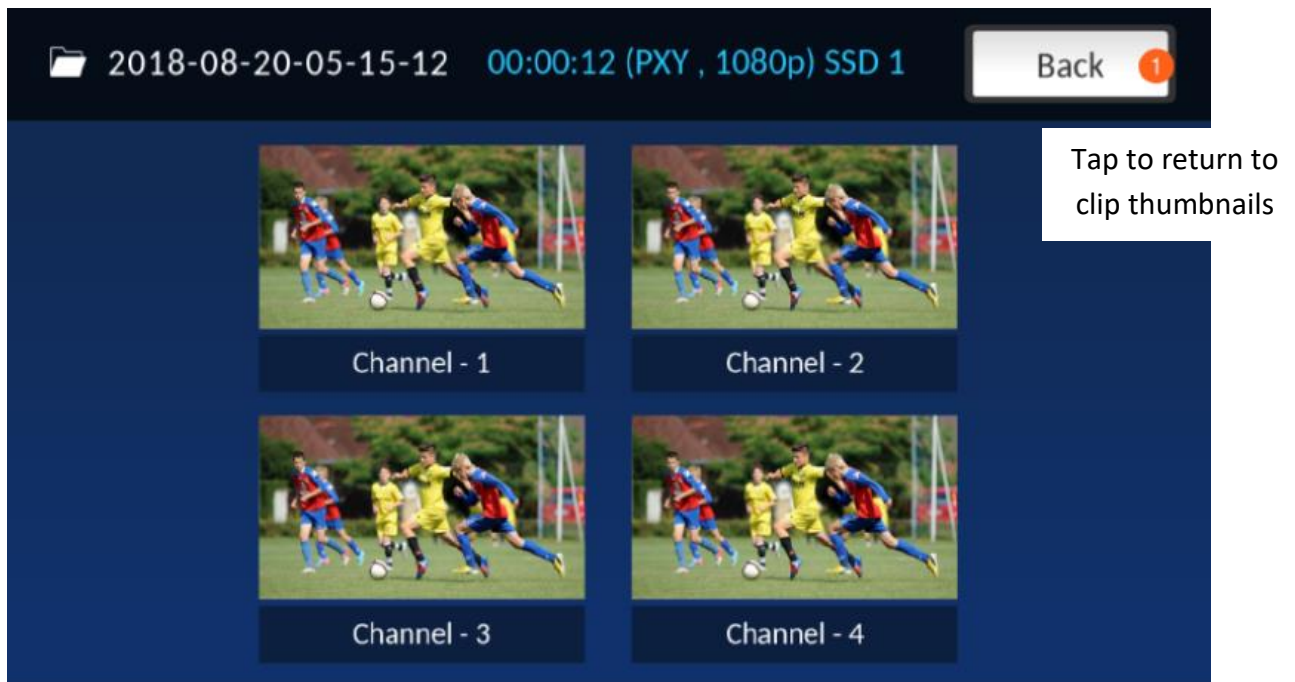 2018-08-20-05-15-12 00:00:12 (PXY , 1080p) SSD 1 Back 1
Tap to return to
clip thumbnails
Channel - 1 Channel - 2
Channel - 3 Channel - 4